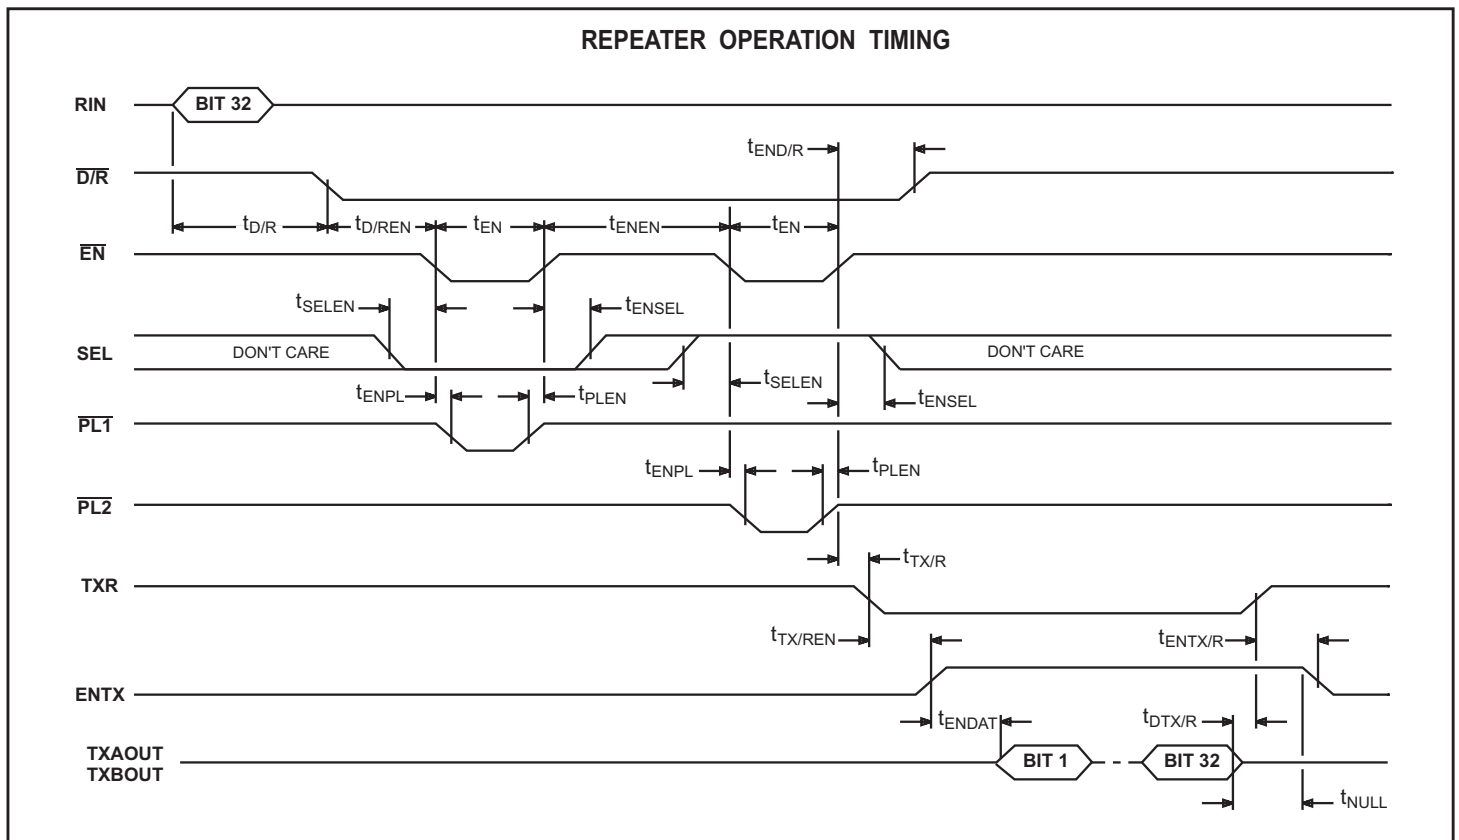 REPEATER OPERATION TIMING
RIN
BIT 32
tEND/R
D/R
tD/R
tD/REN
tEN
tENEN
tEN
EN
tSELEN
tENSEL
SEL
DON'T CARE
DON'T CARE
tSELEN
tENPL
tPLEN
tENSEL
PL1
tENPL
tPLEN
PL2
tTX/R
TXR
tTX/REN
tENTX/R
ENTX
tENDAT
tDTX/R
TXAOUT
TXBOUT
BIT 1
BIT 32
tNULL